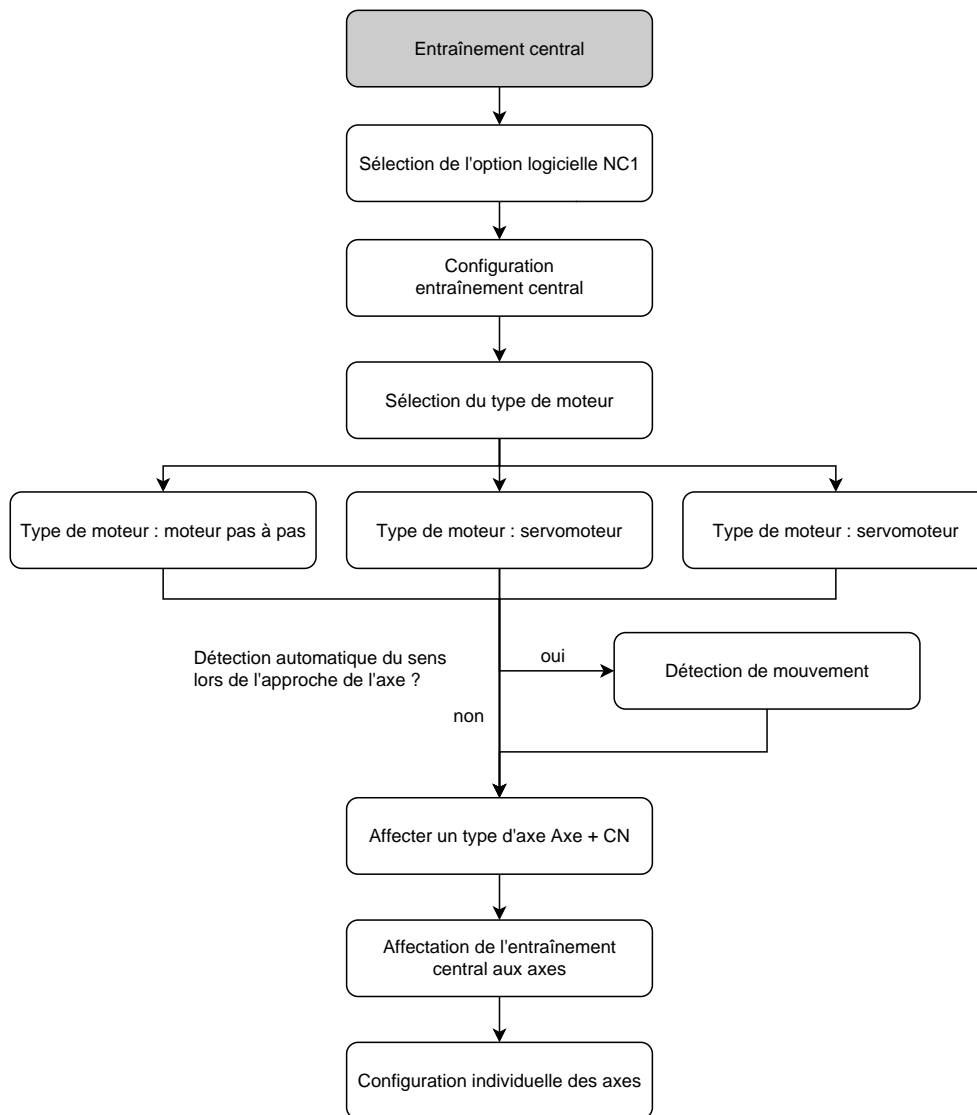 Entraînement central
Sélection de l'option logicielle NC1
Configuration
entraînement central
Sélection du type de moteur
Type de moteur : moteur pas à pas
Type de moteur : servomoteur
Type de moteur : servomoteur
Détection automatique du sens
lors de l'approche de l'axe ?
oui
Détection de mouvement
non
Affecter un type d'axe Axe + CN
Affectation de l'entraînement
central aux axes
Configuration individuelle des axes